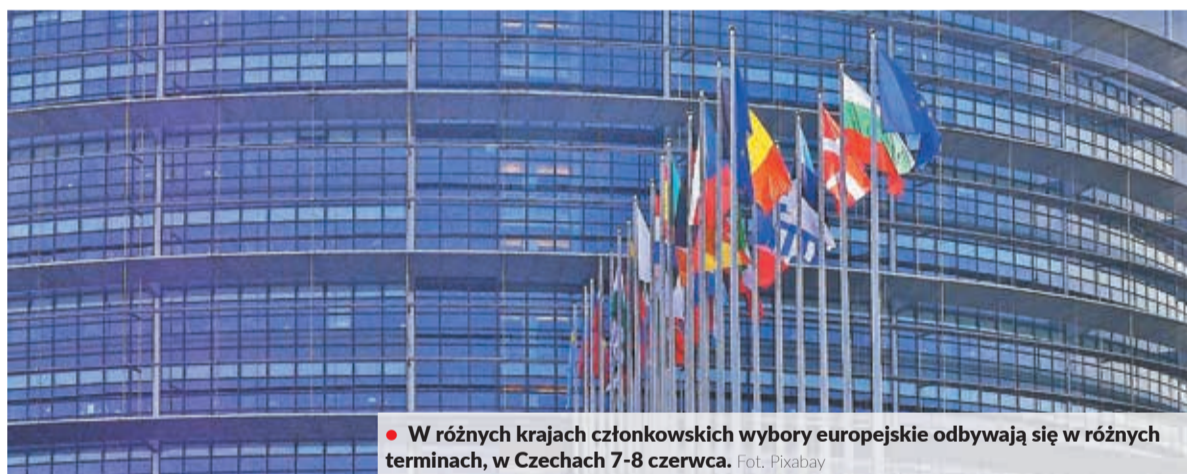 ● W różnych krajach członkowskich wybory europejskie odbywają się w różnych
terminach, w Czechach 7-8 czerwca. Fot. Pixabay